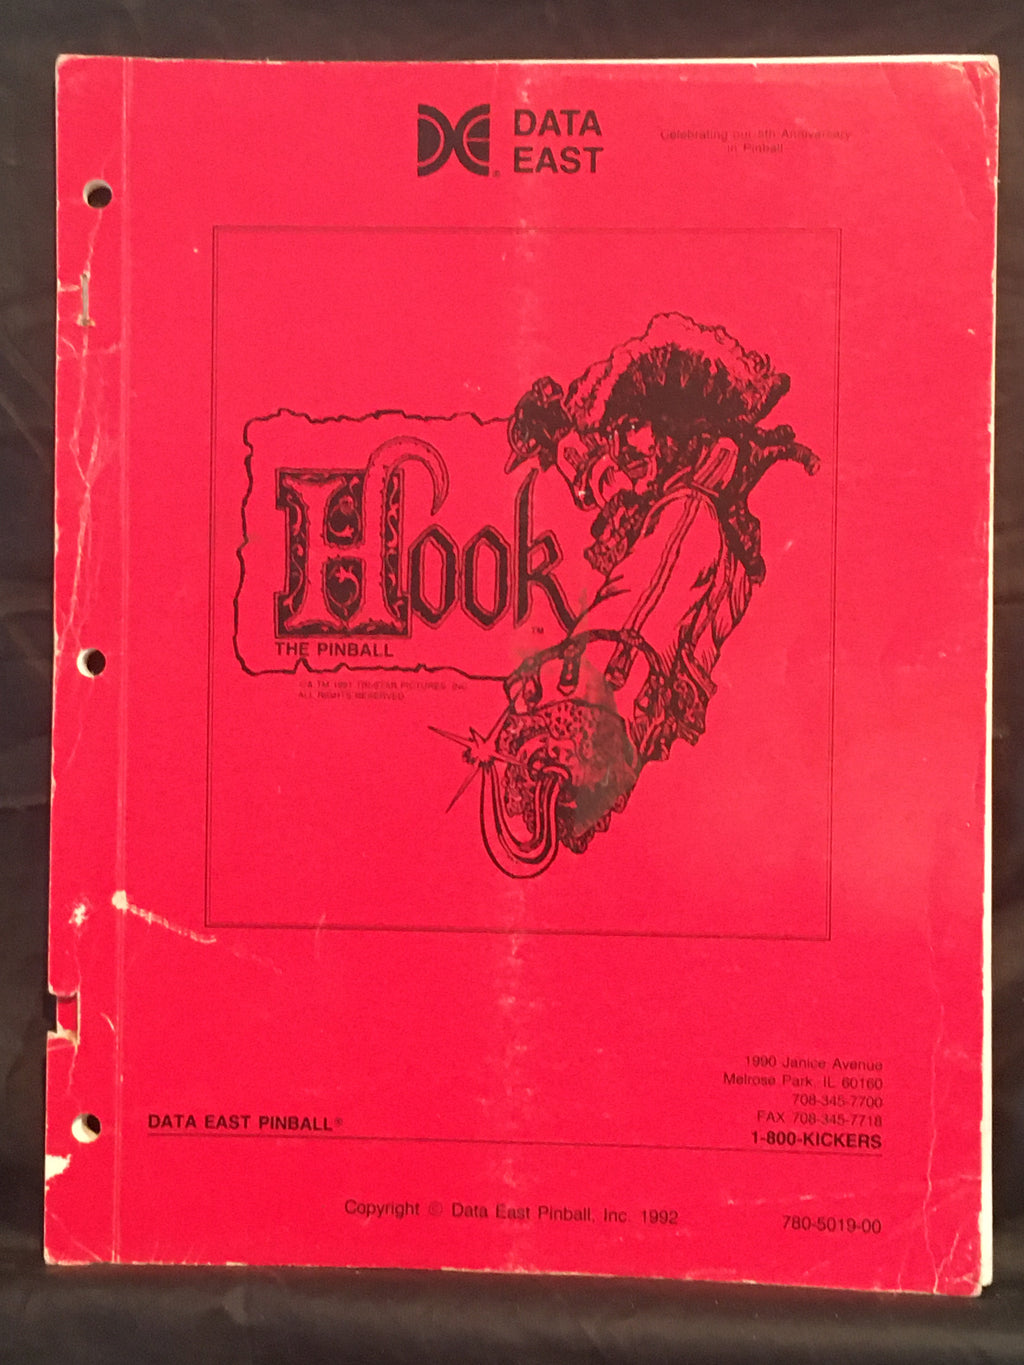 DATA
EAST
®
Celebrating our 5th Anniversary
in Pinball
Hook
™
THE PINBALL
©& TM 1991 TRI-STAR PICTURES, INC.
ALL RIGHTS RESERVED
1990 Janice Avenue
Melrose Park, IL 60160
708-345-7700
FAX 708-345-7718
1-800-KICKERS
DATA EAST PINBALL®
Copyright © Data East Pinball, Inc. 1992
780-5019-00